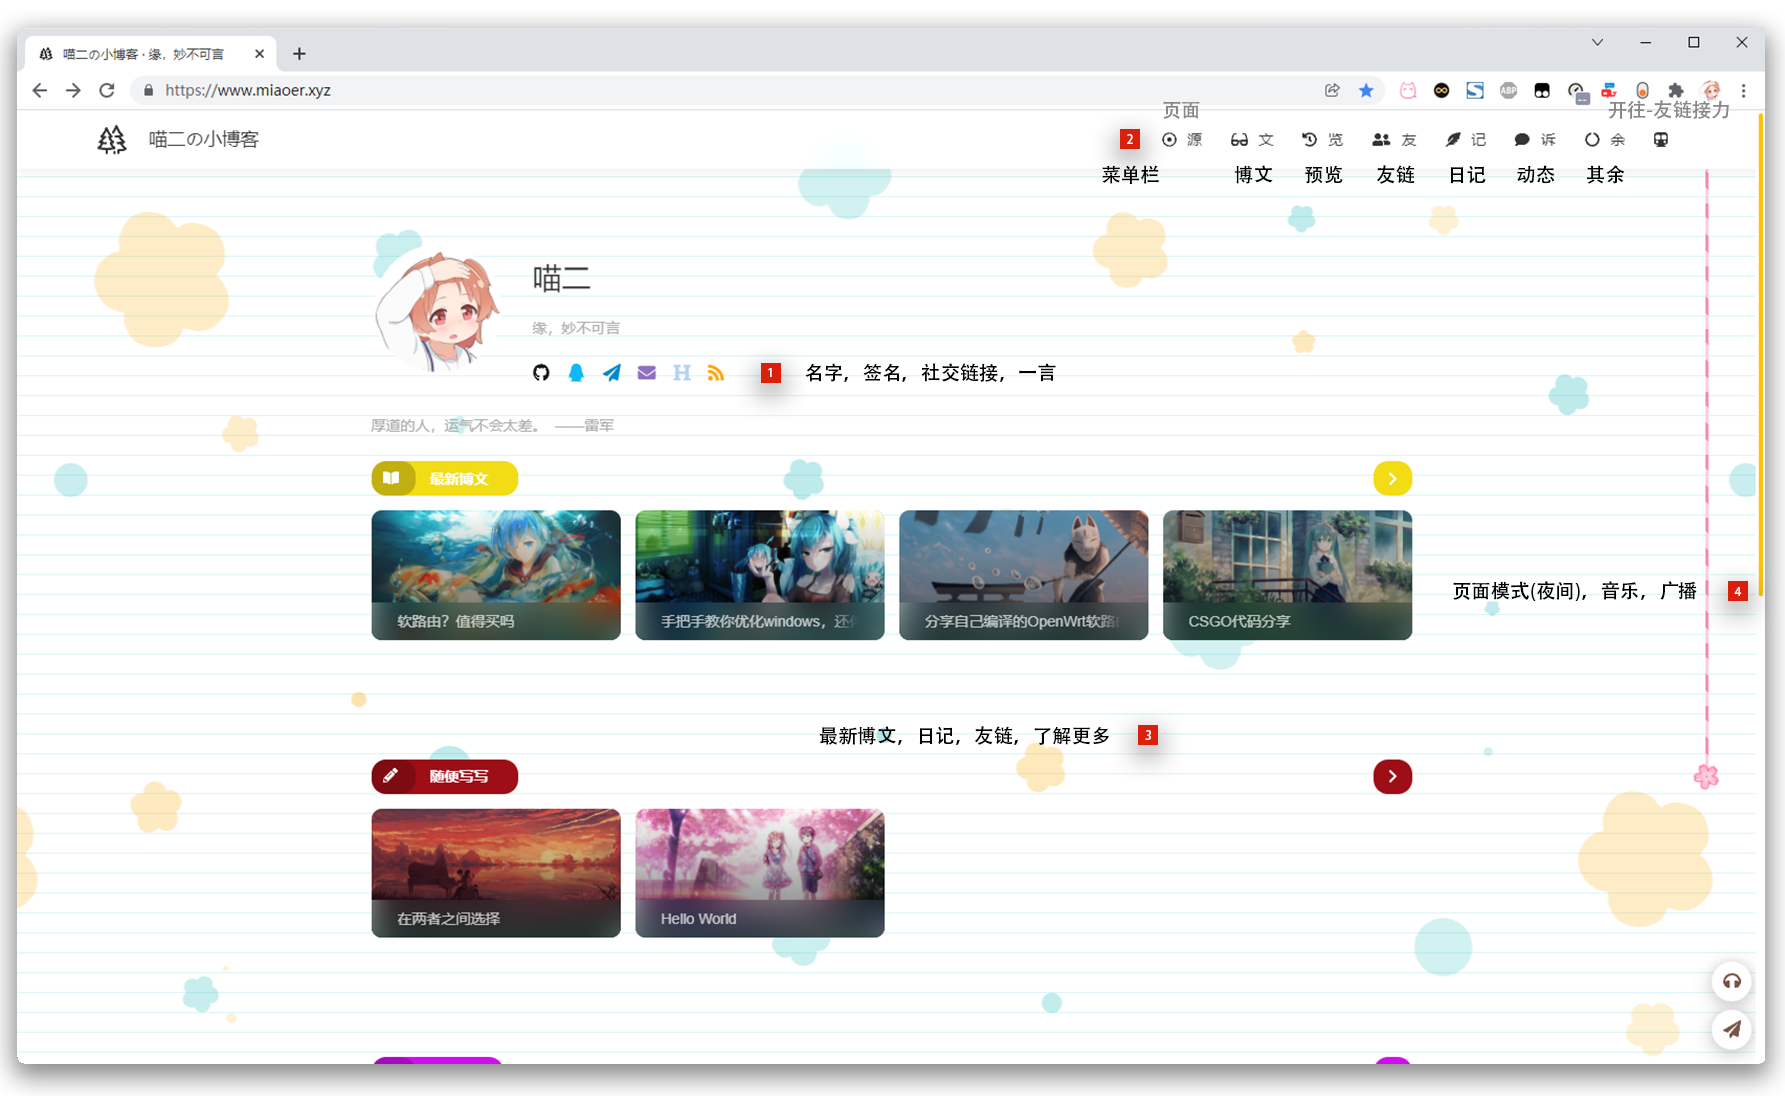 喵二の小博客 · 缘，妙不可言
https://www.miaoer.xyz
ABP
页面
开往-友链接力
喵二の小博客
2 源 文 览 友 记 诉 余
菜单栏 博文 预览 友链 日记 动态 其余
喵二
缘，妙不可言
H
1 名字，签名，社交链接，一言
厚道的人，运气不会太差。 ——雷军
最新博文
软路由？值得买吗
手把手教你优化windows，还
分享自己编译的OpenWrt软路
CSGO代码分享
页面模式(夜间)，音乐，广播 4
最新博文，日记，友链，了解更多 3
随便写写
在两者之间选择
Hello World